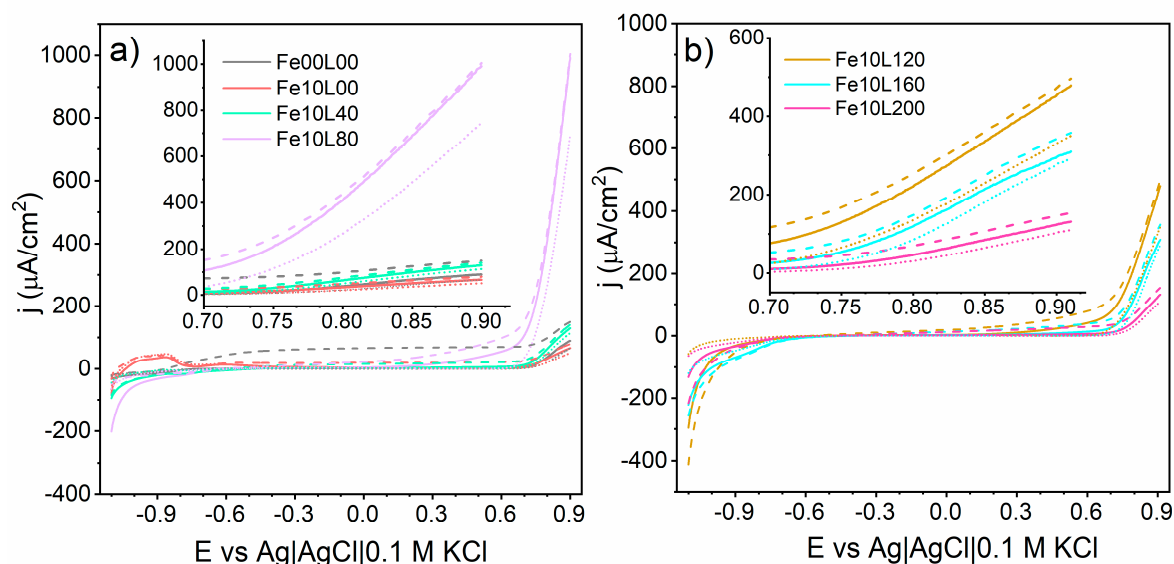 a)
Fe00L00
Fe10L00
Fe10L40
Fe10L80
1000
800
600
400
200
0
0.70 0.75 0.80 0.85 0.90
1000
800
600
400
200
0
-200
-400
j (μA/cm²)
-0.9 -0.6 -0.3 0.0 0.3 0.6 0.9
E vs Ag|AgCl|0.1 M KCl
b)
Fe10L120
Fe10L160
Fe10L200
600
400
200
0
0.70 0.75 0.80 0.85 0.90
1000
800
600
400
200
0
-200
-400
j (μA/cm²)
-0.9 -0.6 -0.3 0.0 0.3 0.6 0.9
E vs Ag|AgCl|0.1 M KCl